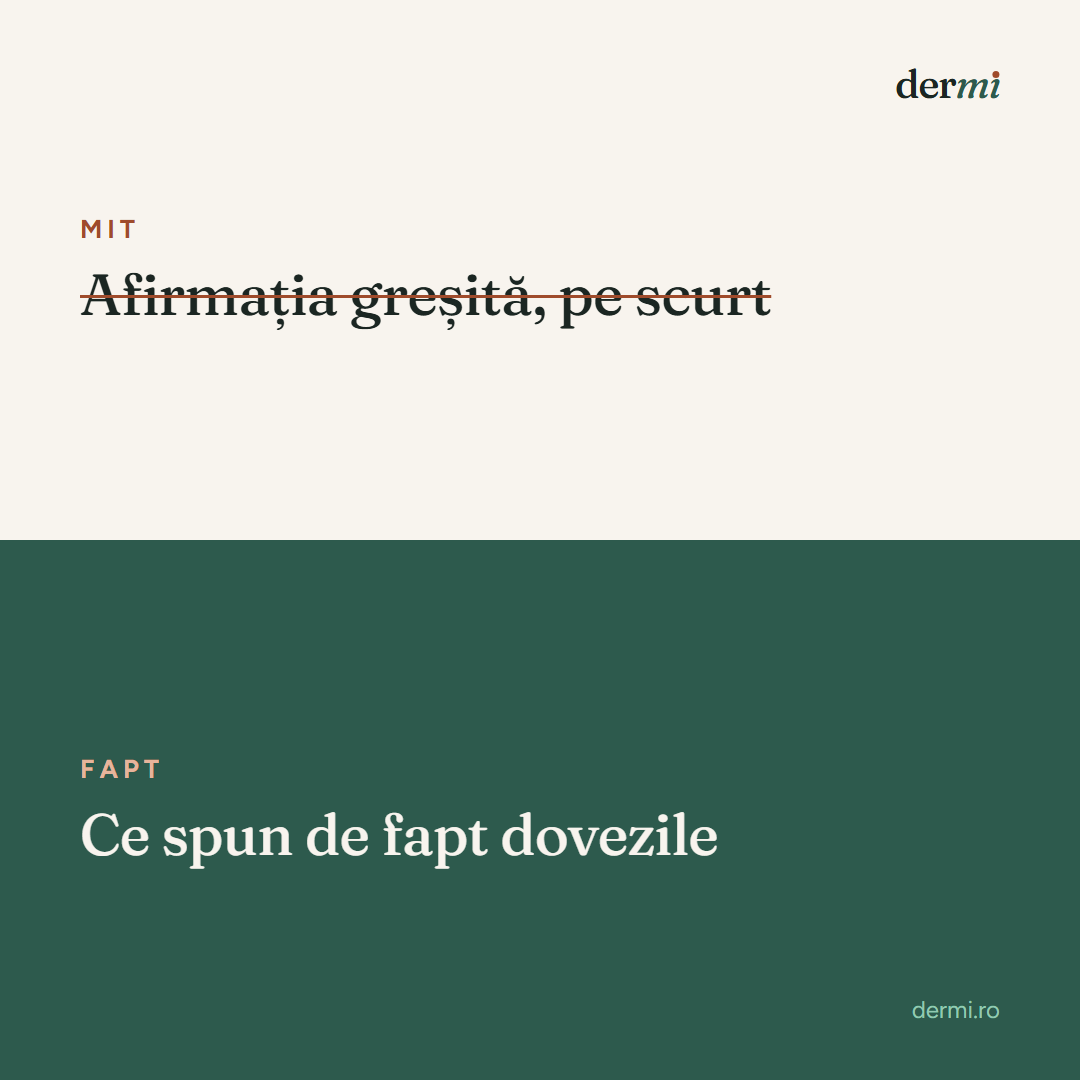 dermi
MIT
Afirmația greșită, pe scurt
FAPT
Ce spun de fapt dovezile
dermi.ro